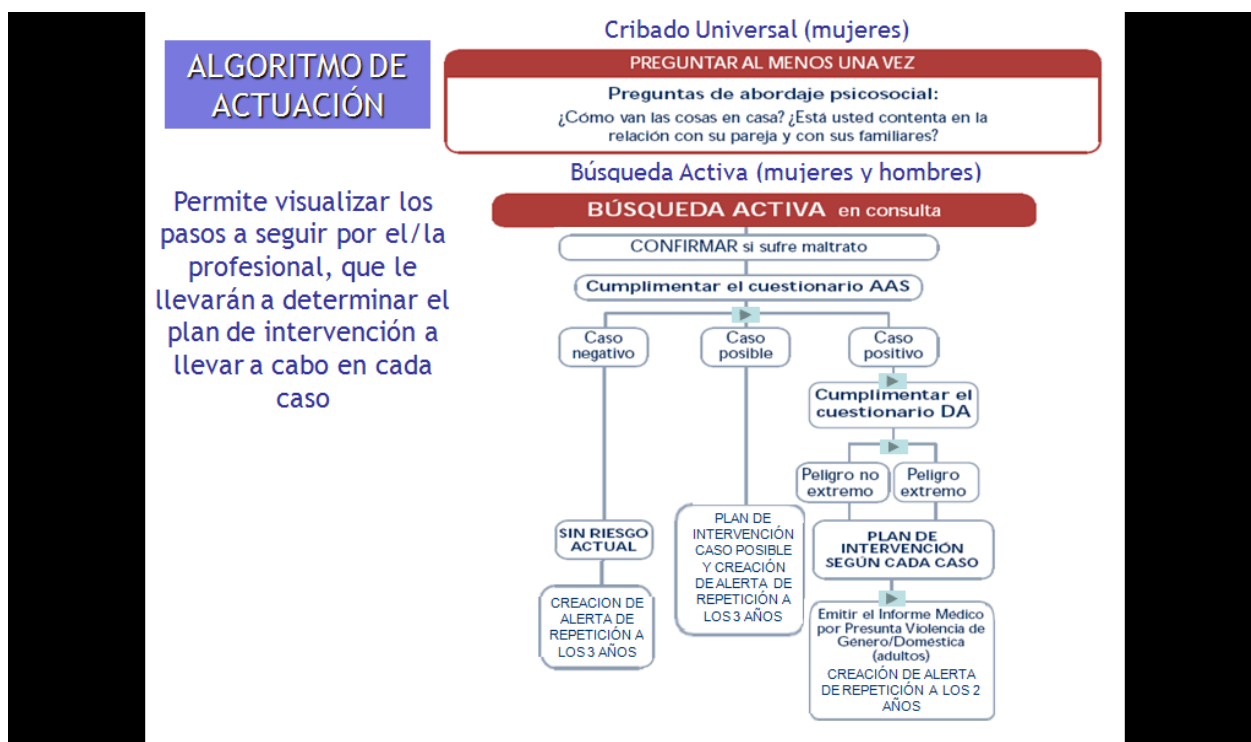 ALGORITMO DE
ACTUACIÓN
Permite visualizar los
pasos a seguir por el/la
profesional, que le
llevarán a determinar el
plan de intervención a
llevar a cabo en cada
caso
Cribado Universal (mujeres)
PREGUNTAR AL MENOS UNA VEZ
Preguntas de abordaje psicosocial:
¿Cómo van las cosas en casa? ¿Está usted contenta en la
relación con su pareja y con sus familiares?
Búsqueda Activa (mujeres y hombres)
BÚSQUEDA ACTIVA en consulta
CONFIRMAR si sufre maltrato
Cumplimentar el cuestionario AAS
Caso
negativo
Caso
posible
Caso
positivo
Cumplimentar el
cuestionario DA
Peligro no
extremo
Peligro
extremo
SIN RIESGO
ACTUAL
PLAN DE
INTERVENCIÓN
CASO POSIBLE
Y CREACIÓN
DE ALERTA DE
REPETICIÓN A
LOS 3 AÑOS
PLAN DE
INTERVENCIÓN
SEGÚN CADA CASO
CREACION DE
ALERTA DE
REPETICIÓN A
LOS 3 AÑOS
Emitir el Informe Médico
por Presunta Violencia de
Género/Doméstica
(adultos)
CREACIÓN DE ALERTA
DE REPETICIÓN A LOS 2
AÑOS